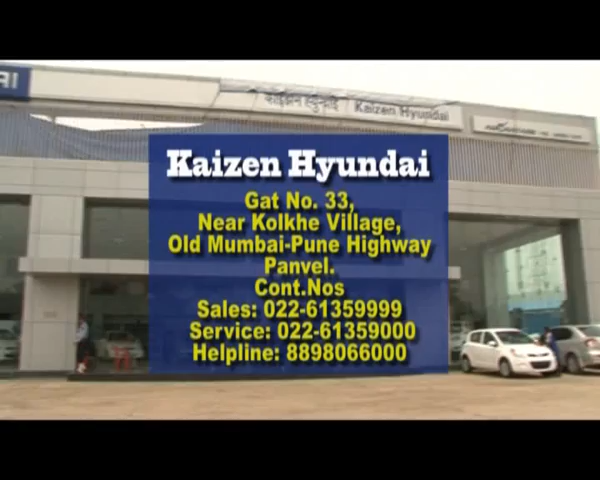 काईझेन ह्युंदाई | Kaizen Hyundai
Kaizen Hyundai
Gat No. 33,
Near Kolkhe Village,
Old Mumbai-Pune Highway
Panvel.
Cont.Nos
Sales: 022-61359999
Service: 022-61359000
Helpline: 8898066000